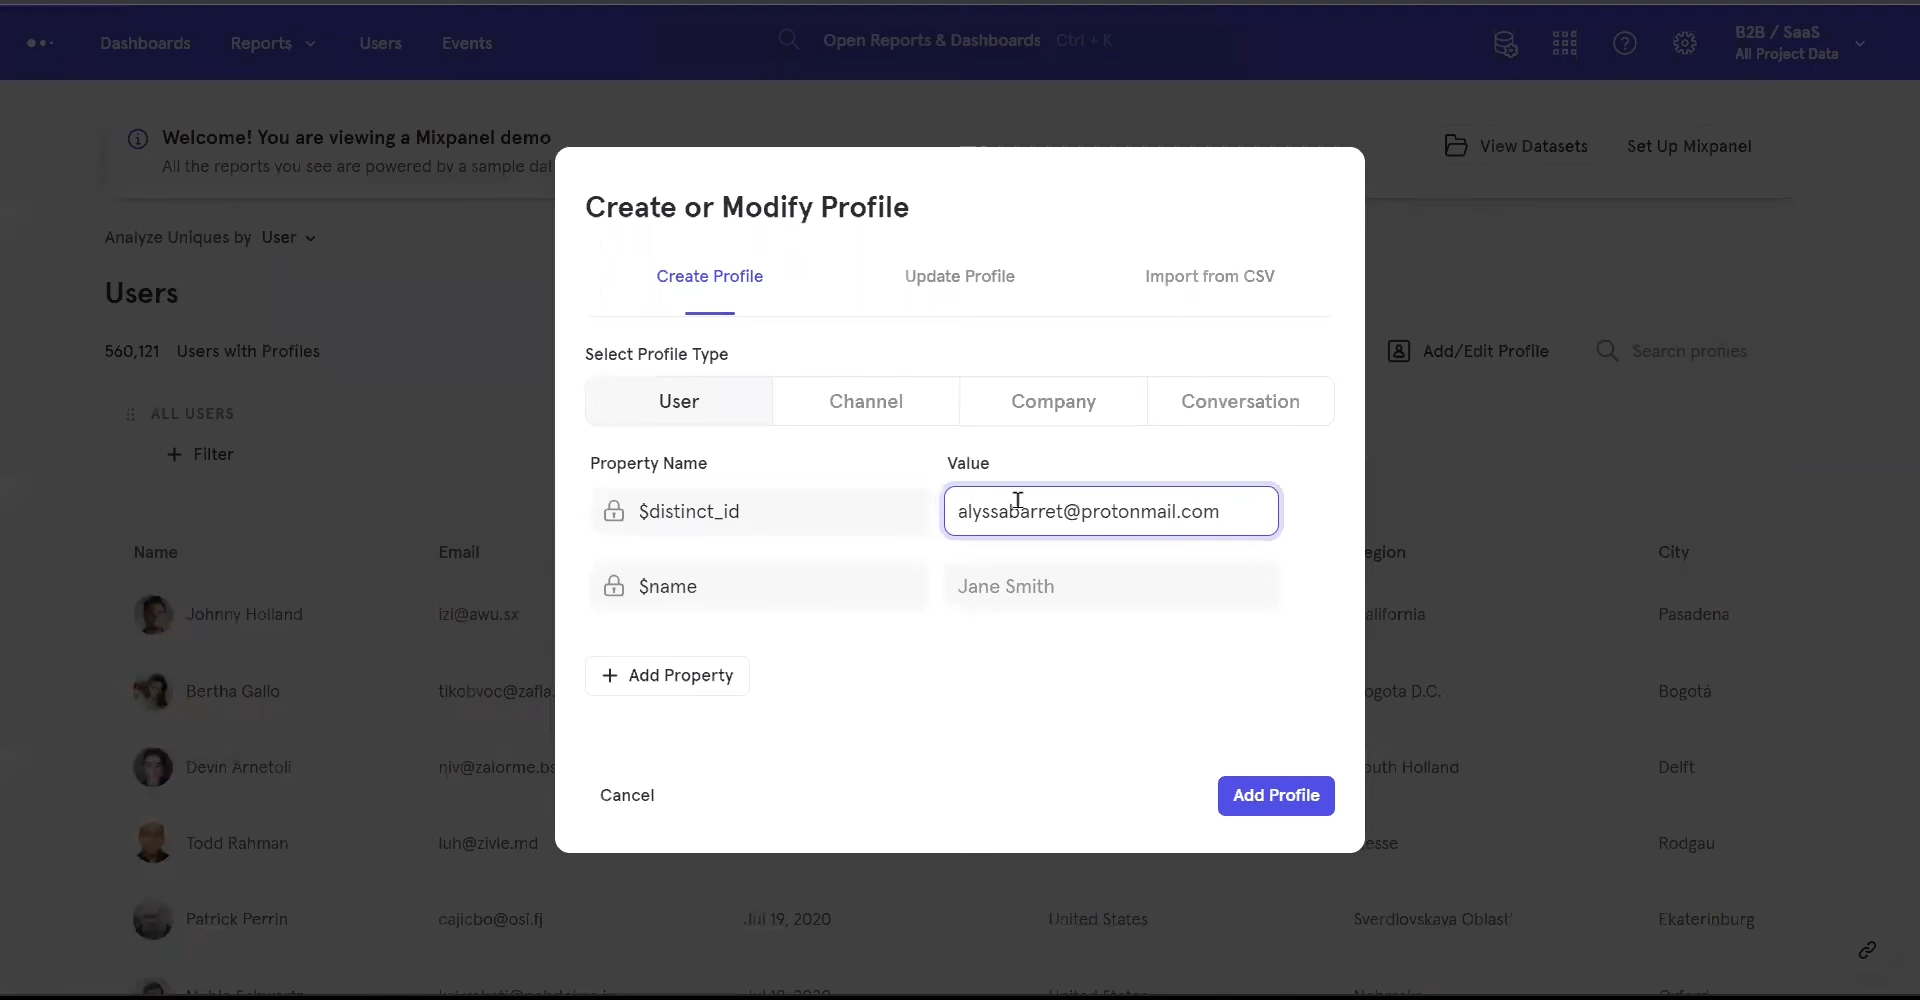 Dashboards Reports Users Events Open Reports & Dashboards Ctrl + K B2B / SaaS
All Project Data
Welcome! You are viewing a Mixpanel demo
All the reports you see are powered by a sample dat
View Datasets Set Up Mixpanel
Analyze Uniques by User
Users
560,121 Users with Profiles
Add/Edit Profile Search profiles
ALL USERS
+ Filter
Name Email egion City
Johnny Holland izi@awu.sx alifornia Pasadena
Bertha Gallo tikobvoc@zafla. ogota D.C. Bogotá
Devin Arnetoli njv@zalorme.bs outh Holland Delft
Todd Rahman luh@zivie.md esse Rodgau
Patrick Perrin cajicbo@osi.fj Jul 19, 2020 United States Sverdlovskaya Oblast' Ekaterinburg
Create or Modify Profile
Create Profile Update Profile Import from CSV
Select Profile Type
User Channel Company Conversation
Property Name Value
$distinct_id alyssabarret@protonmail.com
$name Jane Smith
+ Add Property
Cancel Add Profile